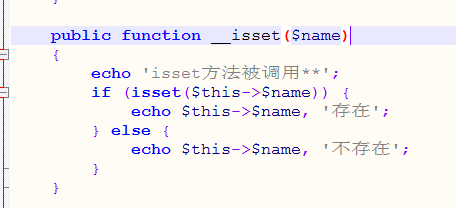 public function __isset($name)
{
echo 'isset方法被调用**';
if (isset($this->$name)) {
echo $this->$name, '存在';
} else {
echo $this->$name, '不存在';
}
}